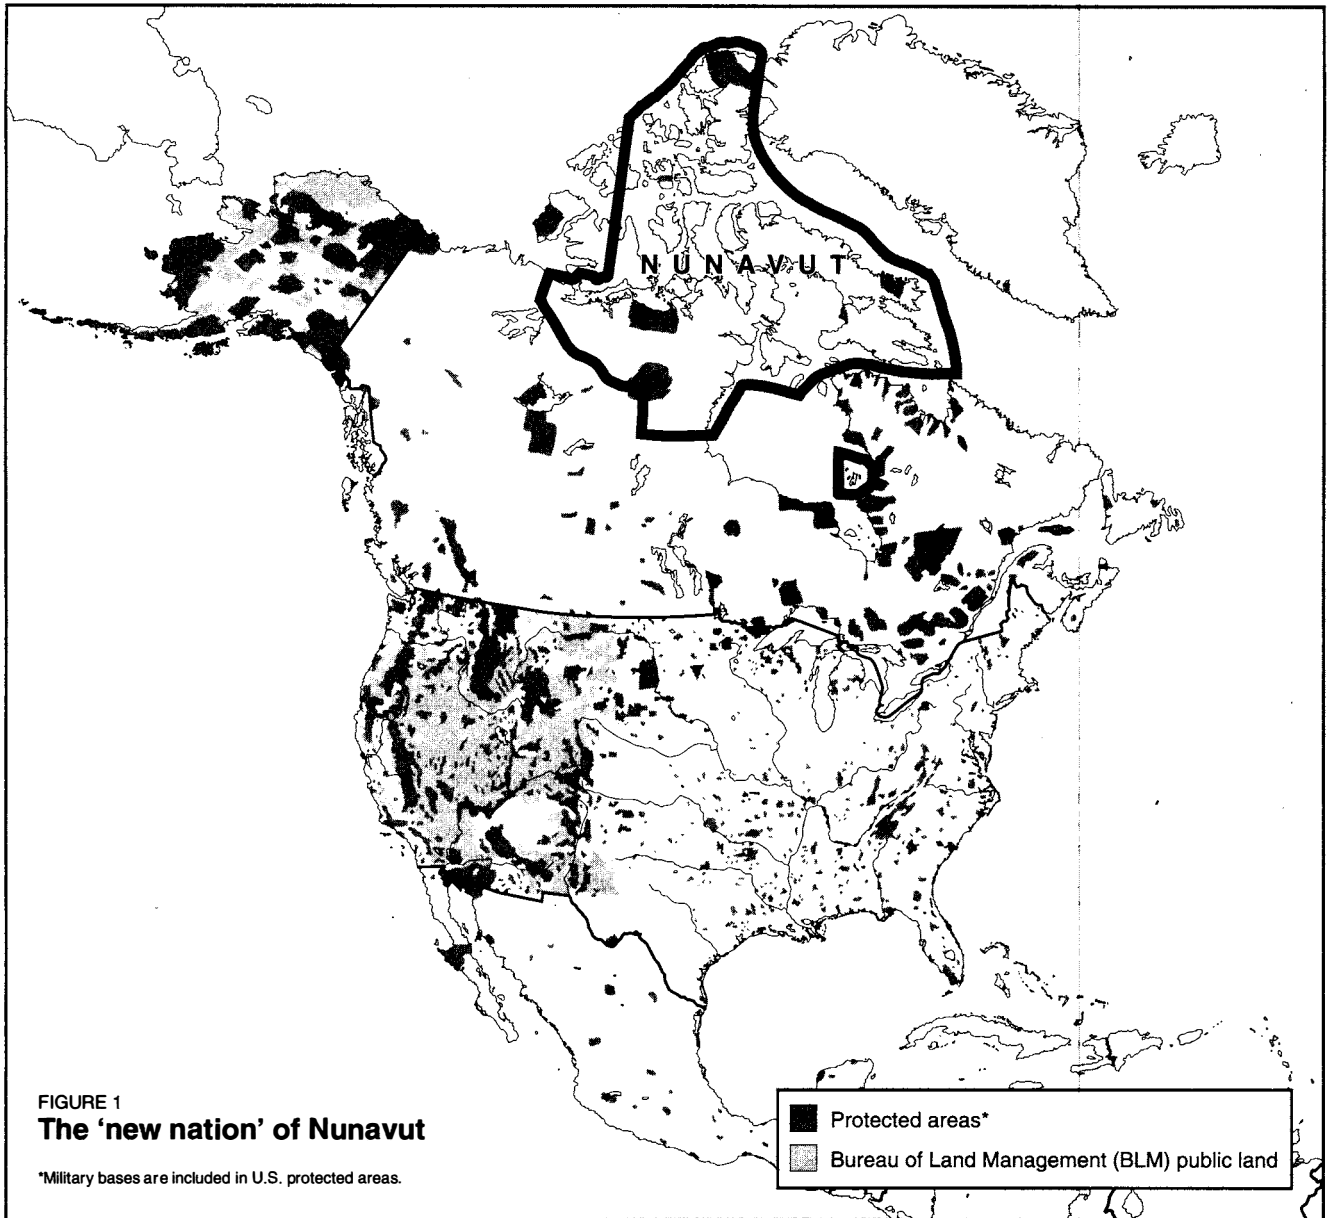 NUNAVUT
FIGURE 1
The ‘new nation’ of Nunavut
*Military bases are included in U.S. protected areas.
Protected areas*
Bureau of Land Management (BLM) public land